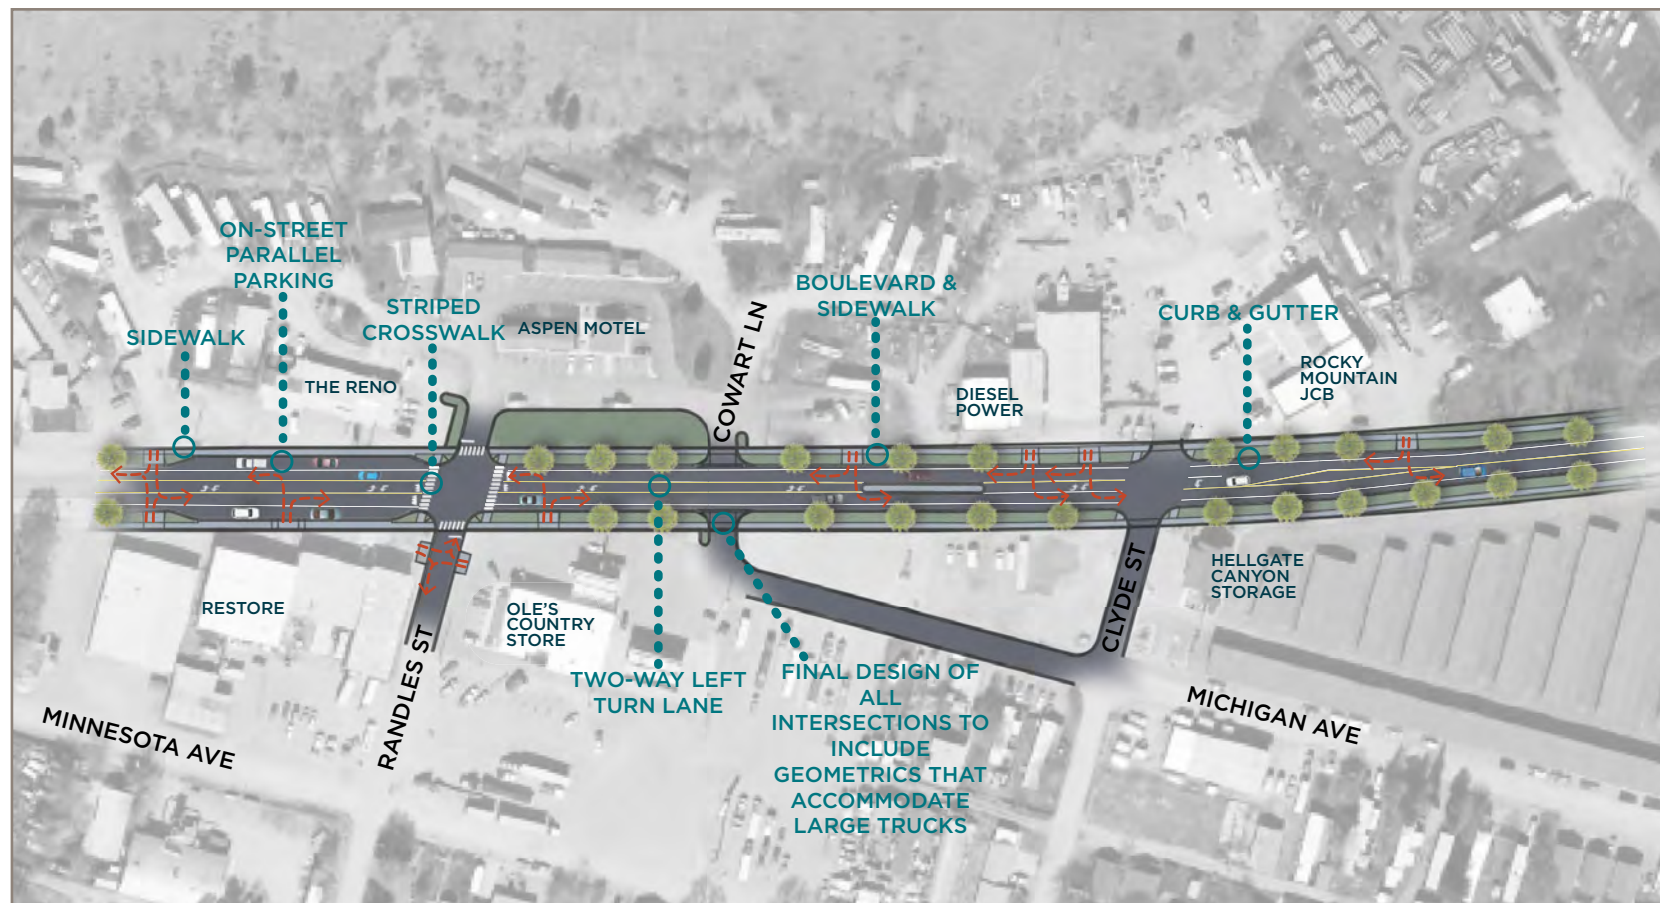 ON-STREET
PARALLEL
PARKING
SIDEWALK
STRIPED
CROSSWALK
ASPEN MOTEL
THE RENO
COWART LN
BOULEVARD &
SIDEWALK
DIESEL
POWER
CURB & GUTTER
ROCKY
MOUNTAIN
JCB
RESTORE
OLE'S
COUNTRY
STORE
HELLGATE
CANYON
STORAGE
CLYDE ST
RANDLES ST
MINNESOTA AVE
TWO-WAY LEFT
TURN LANE
FINAL DESIGN OF
ALL
INTERSECTIONS TO
INCLUDE
GEOMETRICS THAT
ACCOMMODATE
LARGE TRUCKS
MICHIGAN AVE